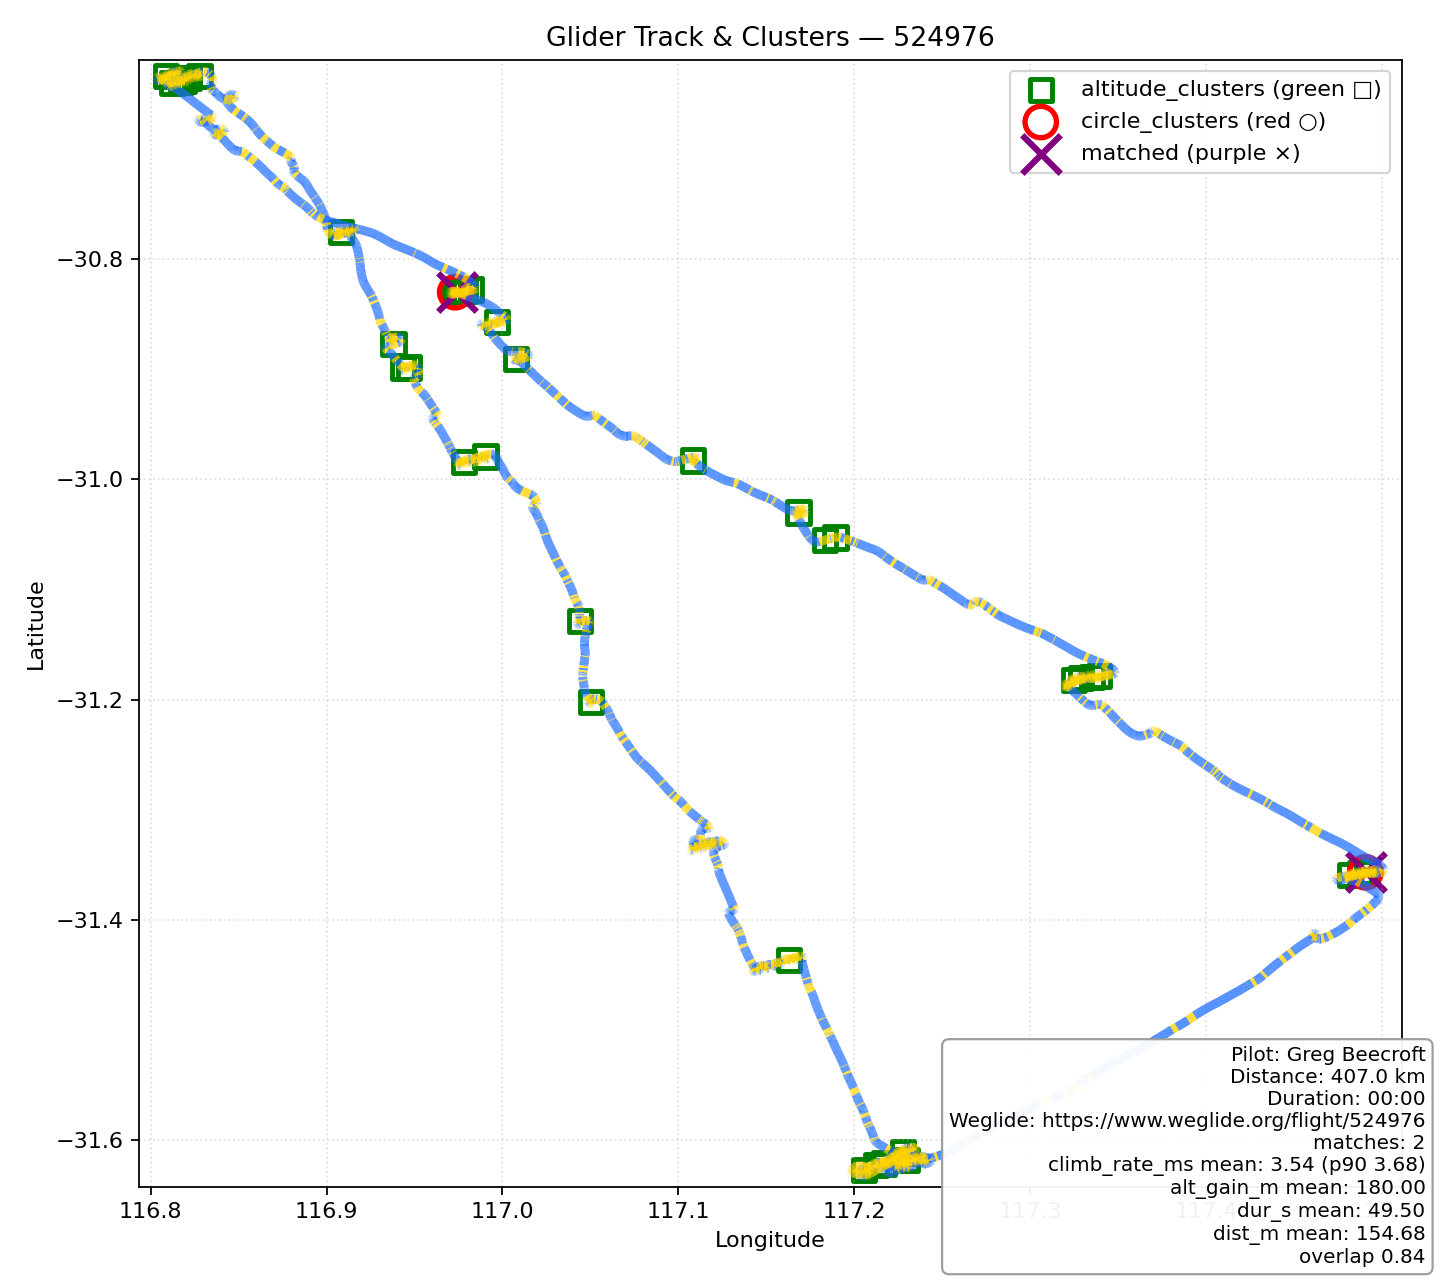 Glider Track & Clusters — 524976
altitude_clusters (green □)
circle_clusters (red ○)
matched (purple ×)
−30.8
−31.0
−31.2
−31.4
−31.6
Latitude
116.8
116.9
117.0
117.1
117.2
117.3
117.4
Longitude
Pilot: Greg Beecroft
Distance: 407.0 km
Duration: 00:00
Weglide: https://www.weglide.org/flight/524976
matches: 2
climb_rate_ms mean: 3.54 (p90 3.68)
alt_gain_m mean: 180.00
dur_s mean: 49.50
dist_m mean: 154.68
overlap 0.84